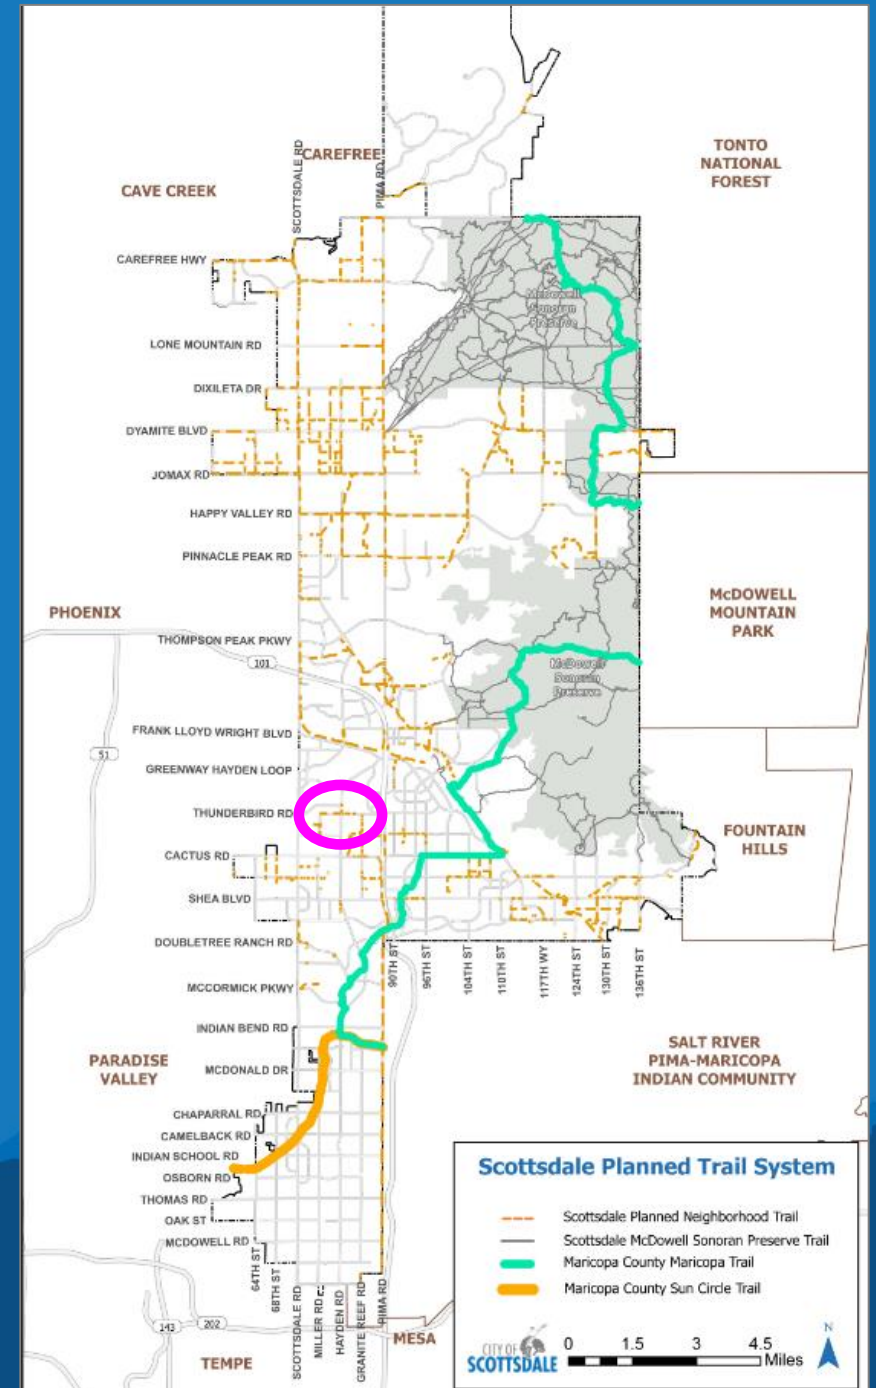 SCOTTSDALE RD
CAREFREE
PIMA RD
TONTO
NATIONAL
FOREST
CAVE CREEK
CAREFREE HWY
McDowell
Sonoran
Preserve
LONE MOUNTAIN RD
DIXILETA DR
DYAMITE BLVD
JOMAX RD
HAPPY VALLEY RD
PINNACLE PEAK RD
McDOWELL
MOUNTAIN
PARK
PHOENIX
THOMPSON PEAK PKWY
101
McDowell
Sonoran
Preserve
FRANK LLOYD WRIGHT BLVD
51
GREENWAY HAYDEN LOOP
THUNDERBIRD RD
FOUNTAIN
HILLS
CACTUS RD
SHEA BLVD
DOUBLETREE RANCH RD
90TH ST
96TH ST
104TH ST
110TH ST
117TH WY
124TH ST
130TH ST
136TH ST
MCCORMICK PKWY
INDIAN BEND RD
PARADISE
VALLEY
MCDONALD DR
SALT RIVER
PIMA-MARICOPA
INDIAN COMMUNITY
CHAPARRAL RD
CAMELBACK RD
INDIAN SCHOOL RD
OSBORN RD
THOMAS RD
OAK ST
MCDOWELL RD
64TH ST
68TH ST
SCOTTSDALE RD
MILLER RD
HAYDEN RD
GRANITE REEF RD
PIMA RD
143
202
MESA
TEMPE
Scottsdale Planned Trail System
Scottsdale Planned Neighborhood Trail
Scottsdale McDowell Sonoran Preserve Trail
Maricopa County Maricopa Trail
Maricopa County Sun Circle Trail
CITY OF
SCOTTSDALE
0 1.5 3 4.5
Miles
N